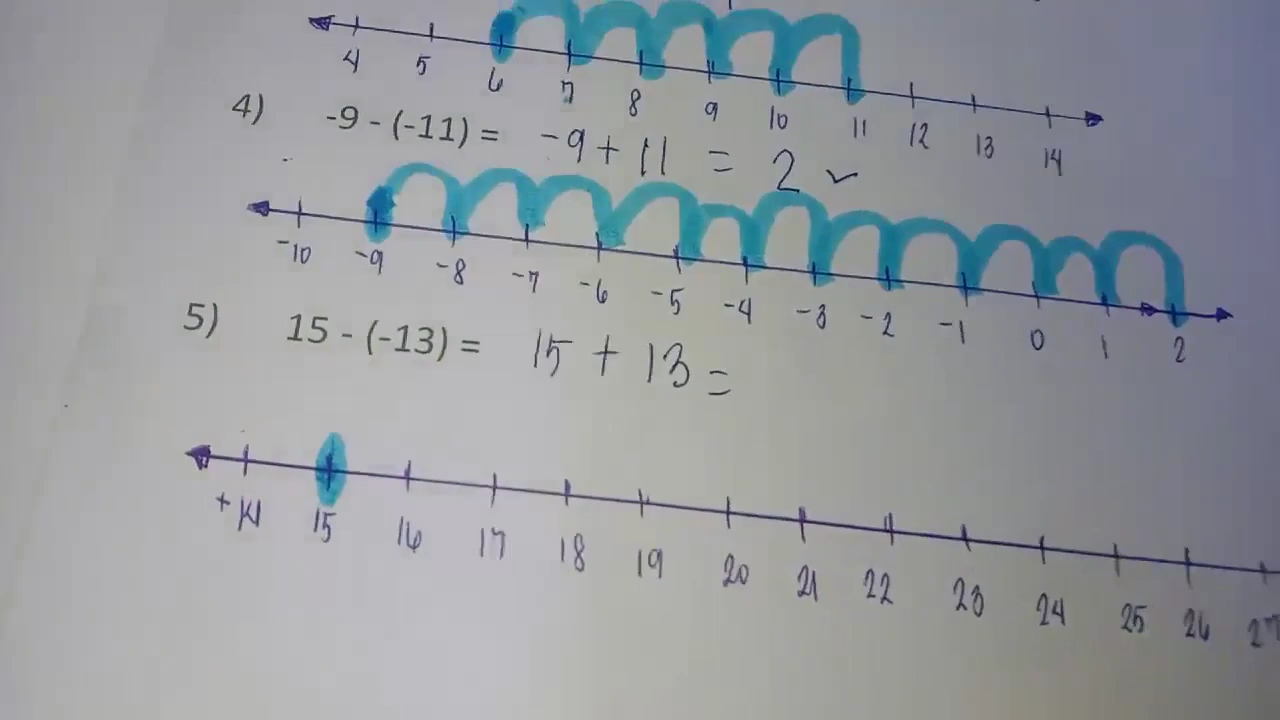 4 5 6 7 8 9 10 11 12 13 14
4) -9 - (-11) = -9 + 11 = 2 ✓
-10 -9 -8 -7 -6 -5 -4 -3 -2 -1 0 1 2
5) 15 - (-13) = 15 + 13 =
+14 15 16 17 18 19 20 21 22 23 24 25 26 27